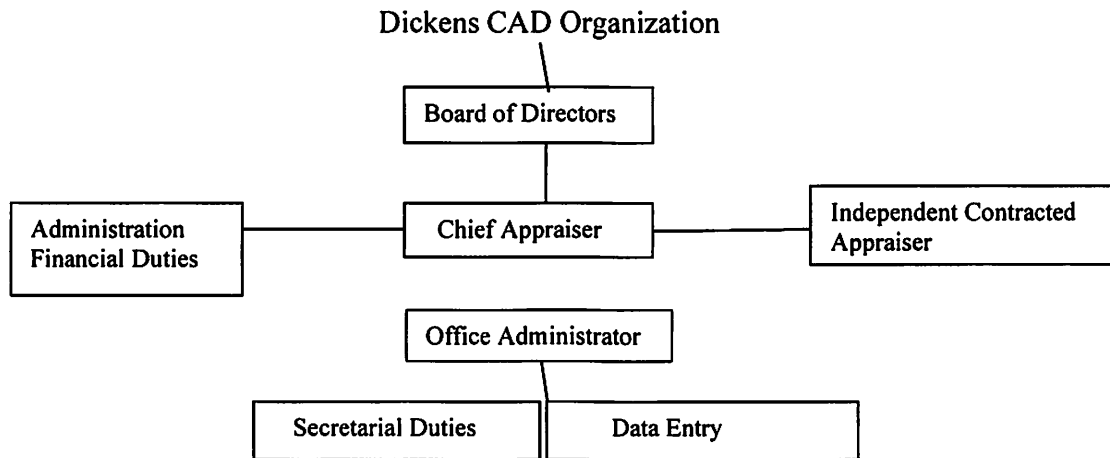 Dickens CAD Organization
Board of Directors
Administration
Financial Duties
Chief Appraiser
Independent Contracted
Appraiser
Office Administrator
Secretarial Duties
Data Entry